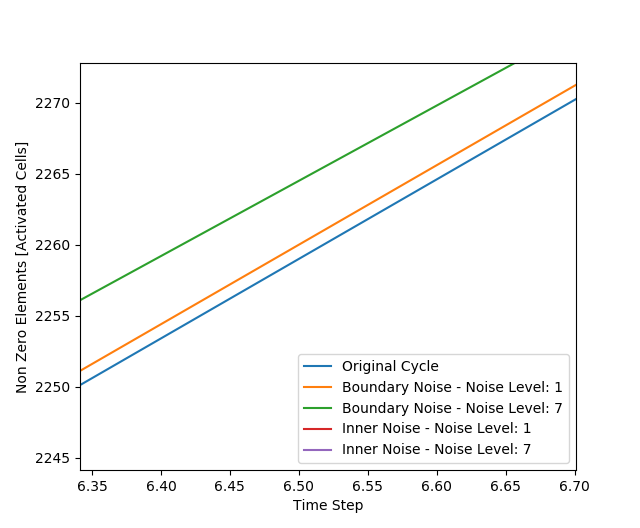 Non Zero Elements [Activated Cells]
2270
2265
2260
2255
2250
2245
Original Cycle
Boundary Noise - Noise Level: 1
Boundary Noise - Noise Level: 7
Inner Noise - Noise Level: 1
Inner Noise - Noise Level: 7
6.35 6.40 6.45 6.50 6.55 6.60 6.65 6.70
Time Step